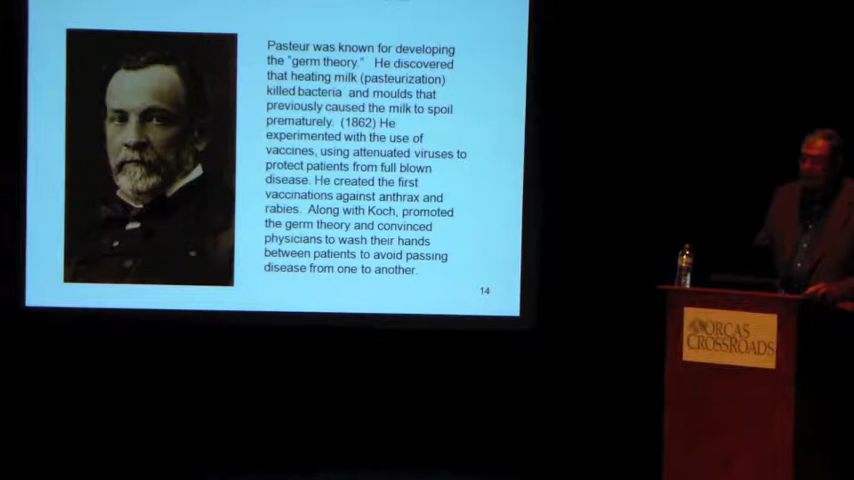 Pasteur was known for developing
the "germ theory." He discovered
that heating milk (pasteurization)
killed bacteria and moulds that
previously caused the milk to spoil
prematurely. (1862) He
experimented with the use of
vaccines, using attenuated viruses to
protect patients from full blown
disease. He created the first
vaccinations against anthrax and
rabies. Along with Koch, promoted
the germ theory and convinced
physicians to wash their hands
between patients to avoid passing
disease from one to another.
14
ORCAS
CROSSROADS